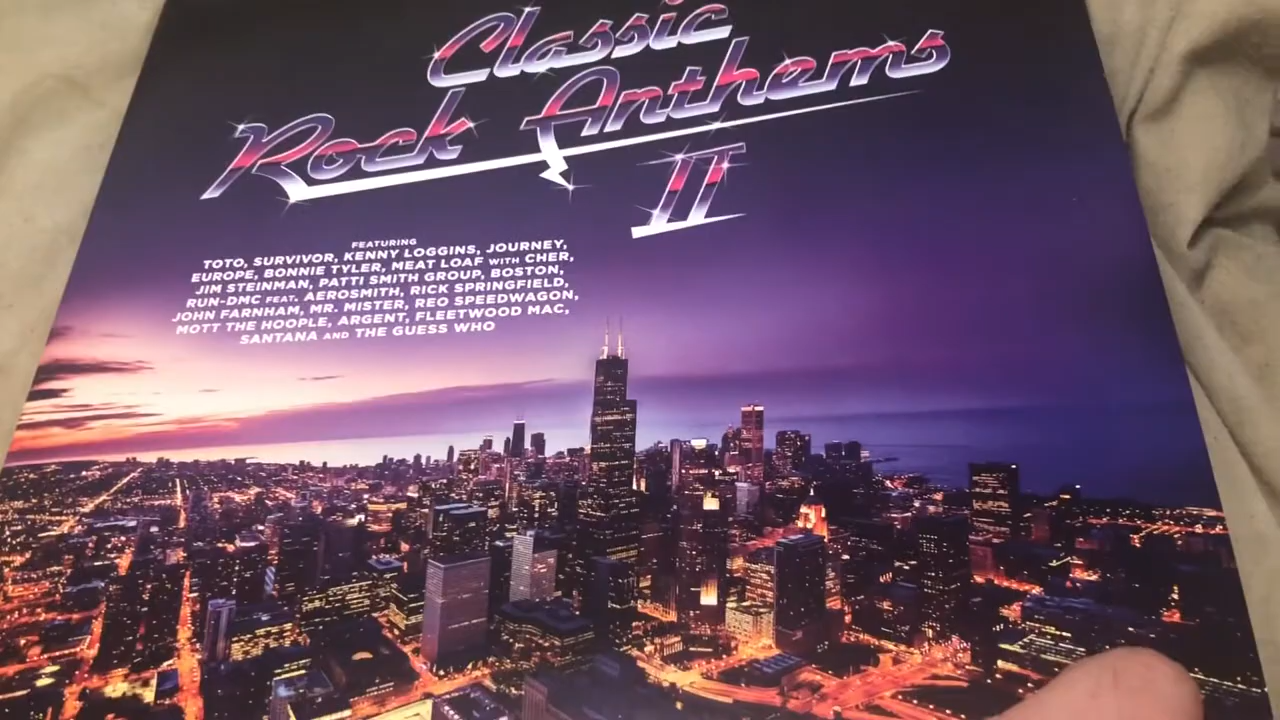 Classic
Rock Anthems
II
FEATURING
TOTO, SURVIVOR, KENNY LOGGINS, JOURNEY,
EUROPE, BONNIE TYLER, MEAT LOAF WITH CHER,
JIM STEINMAN, PATTI SMITH GROUP, BOSTON,
RUN-DMC FEAT. AEROSMITH, RICK SPRINGFIELD,
JOHN FARNHAM, MR. MISTER, REO SPEEDWAGON,
MOTT THE HOOPLE, ARGENT, FLEETWOOD MAC,
SANTANA AND THE GUESS WHO